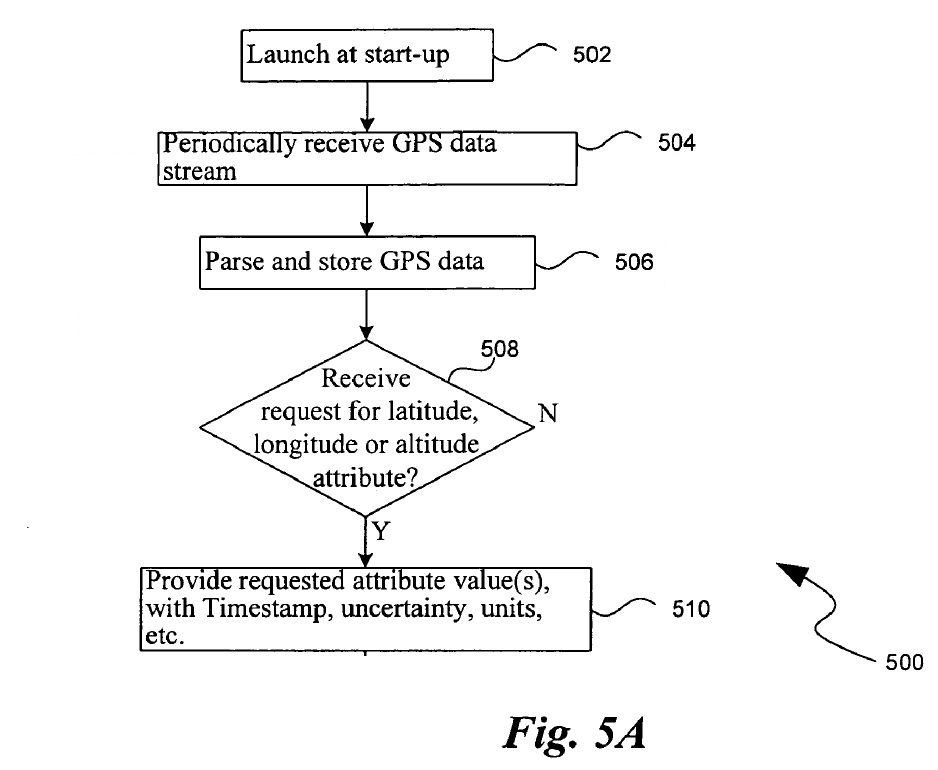 Launch at start-up
502
Periodically receive GPS data
stream
504
Parse and store GPS data
506
508
Receive
request for latitude,
longitude or altitude
attribute?
N
Y
Provide requested attribute value(s),
with Timestamp, uncertainty, units,
etc.
510
500
Fig. 5A